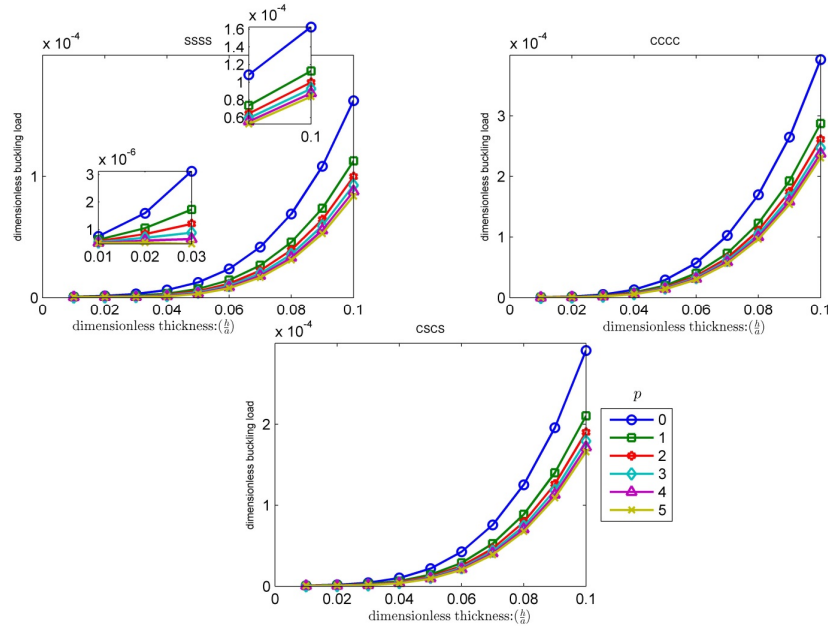 x 10^-4
SSSS
dimensionless buckling load
1
0
0 0.02 0.04 0.06 0.08 0.1
dimensionless thickness:(h/a)
x 10^-4
1.6
1.4
1.2
1
0.8
0.6
0.1
x 10^-6
3
2
1
0.01 0.02 0.03
x 10^-4
CCCC
dimensionless buckling load
4
3
2
1
0
0 0.02 0.04 0.06 0.08 0.1
dimensionless thickness:(h/a)
x 10^-4
CSCS
dimensionless buckling load
2
1
0
0 0.02 0.04 0.06 0.08 0.1
dimensionless thickness:(h/a)
p
0
1
2
3
4
5